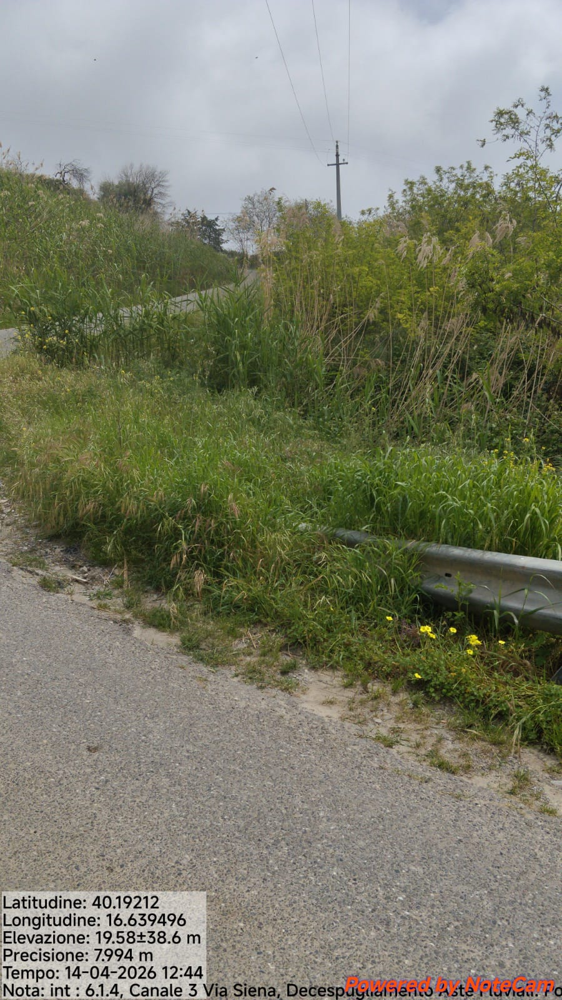 Latitudine: 40.19212
Longitudine: 16.639496
Elevazione: 19.58±38.6 m
Precisione: 7.994 m
Tempo: 14-04-2026 12:44
Nota: int : 6.1.4, Canale 3 Via Siena, Decespugliamento Aste Fluviali. Po
Powered by NoteCam